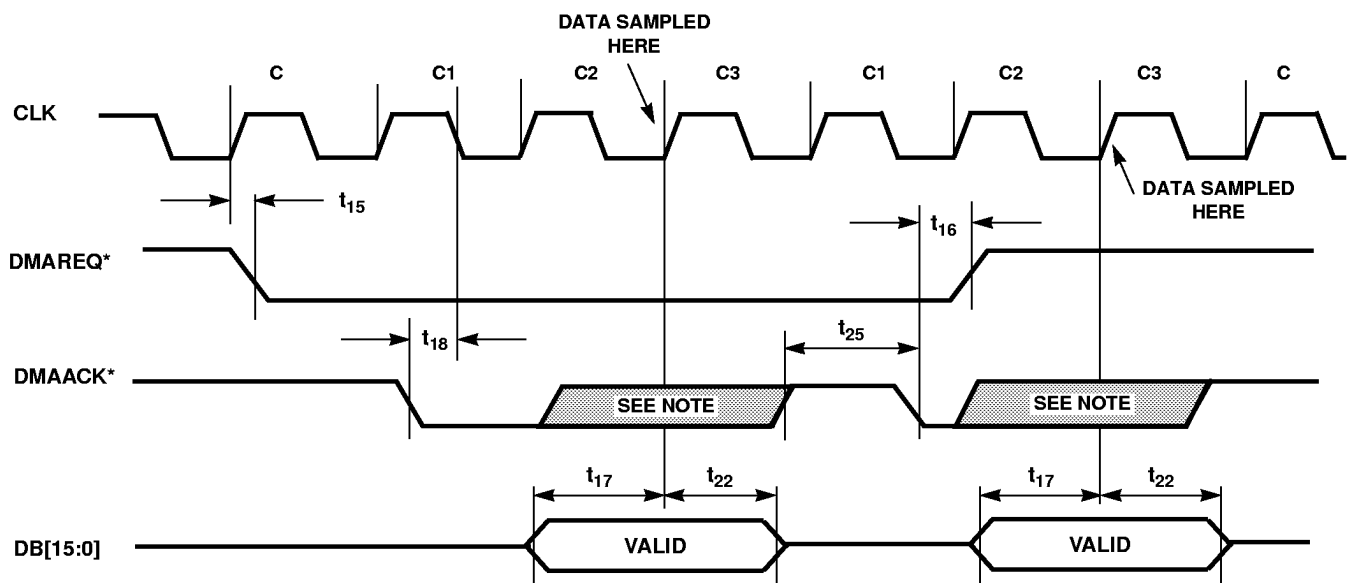 DATA SAMPLED
HERE
C C1 C2 C3 C1 C2 C3 C
CLK
DATA SAMPLED
HERE
t15
t16
DMAREQ*
t18
t25
DMAACK*
SEE NOTE
SEE NOTE
t17 t22 t17 t22
DB[15:0]
VALID
VALID